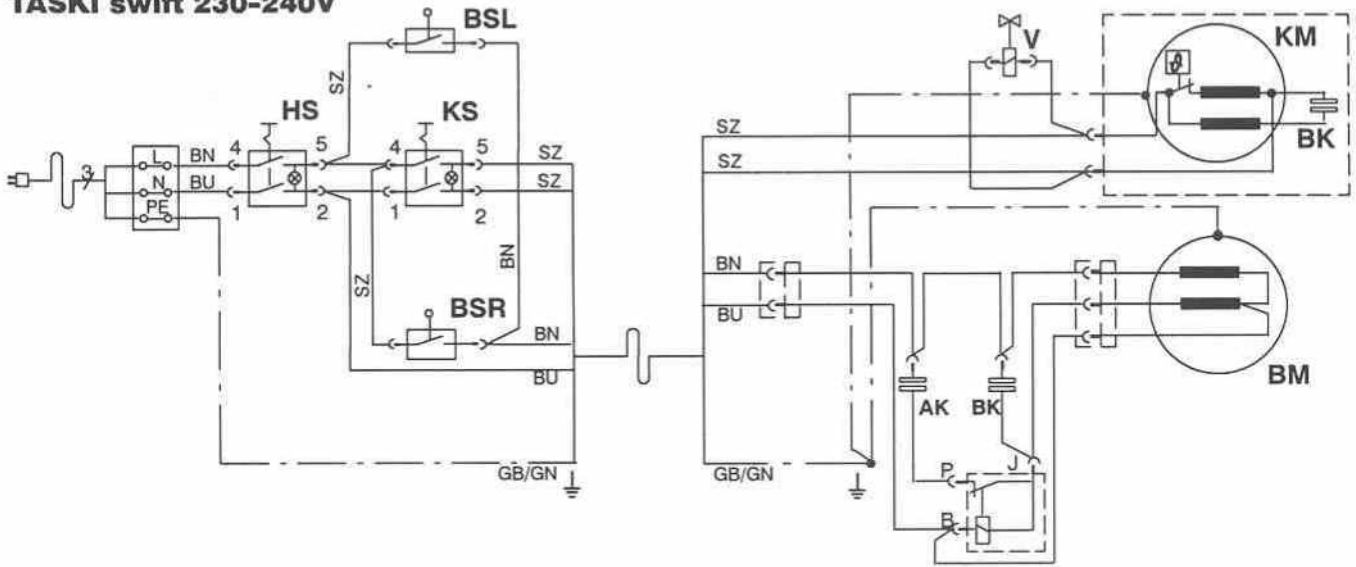 TASKI swift 230-240V
BSL
V
KM
ϑ
SZ
HS
KS
BK
L
BN
4
5
4
5
SZ
SZ
3
N
BU
SZ
SZ
PE
1
2
1
2
BN
SZ
BSR
BN
BN
BU
BU
BM
AK
BK
GB/GN
GB/GN
P
J
B